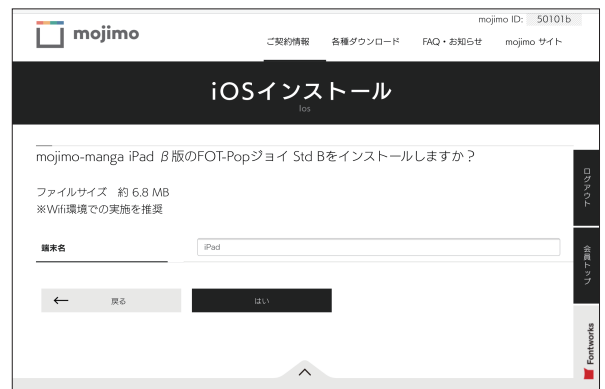 mojimo ID: 50101b
mojimo
ご契約情報 各種ダウンロード FAQ・お知らせ mojimo サイト
iOSインストール
Ios
mojimo-manga iPad β版のFOT-Popジョイ Std Bをインストールしますか？
ファイルサイズ 約 6.8 MB
※Wifi環境での実施を推奨
端末名 iPad
← 戻る はい
ログアウト
会員トップ
Fontworks